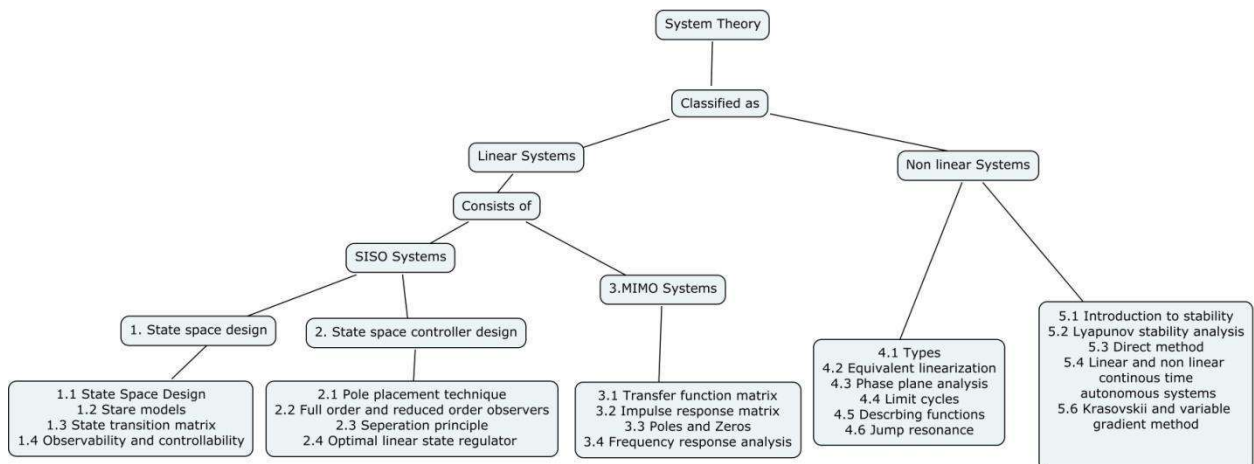 System Theory
Classified as
Linear Systems
Non linear Systems
Consists of
SISO Systems
3.MIMO Systems
1. State space design
2. State space controller design
1.1 State Space Design
1.2 Stare models
1.3 State transition matrix
1.4 Observability and controllability
2.1 Pole placement technique
2.2 Full order and reduced order observers
2.3 Seperation principle
2.4 Optimal linear state regulator
3.1 Transfer function matrix
3.2 Impulse response matrix
3.3 Poles and Zeros
3.4 Frequency response analysis
4.1 Types
4.2 Equivalent linearization
4.3 Phase plane analysis
4.4 Limit cycles
4.5 Descrbing functions
4.6 Jump resonance
5.1 Introduction to stability
5.2 Lyapunov stability analysis
5.3 Direct method
5.4 Linear and non linear
continous time
autonomous systems
5.6 Krasovskii and variable
gradient method